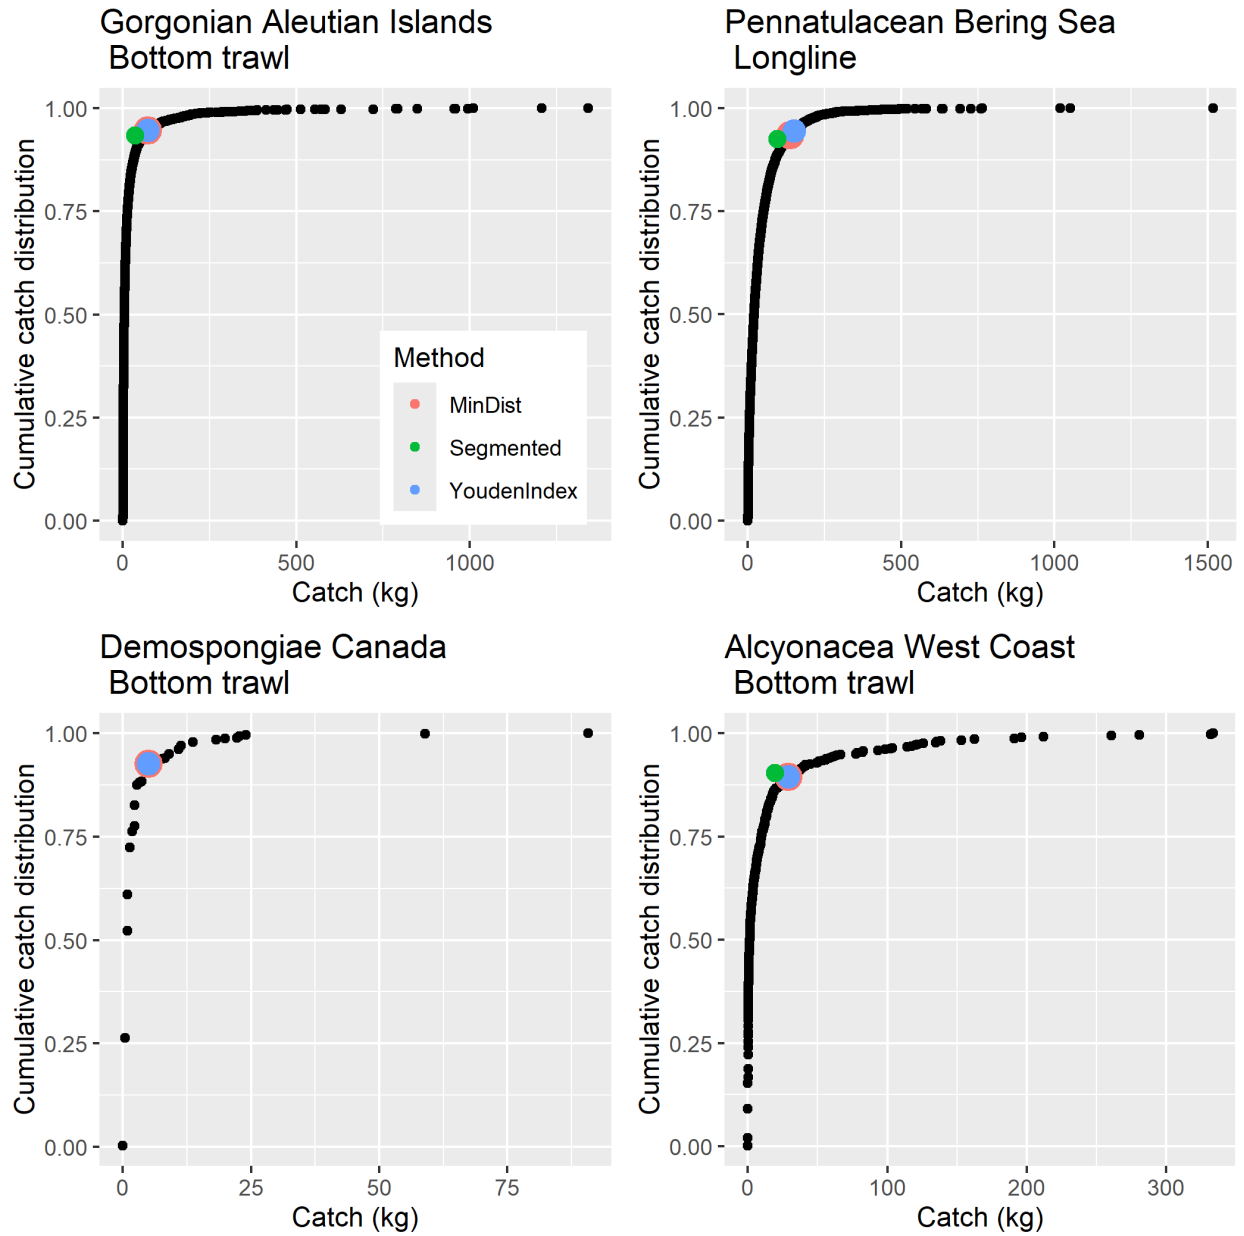 Gorgonian Aleutian Islands
Bottom trawl
Cumulative catch distribution
1.00
0.75
0.50
0.25
0.00
Method
MinDist
Segmented
YoudenIndex
0 500 1000
Catch (kg)
Pennatulacean Bering Sea
Longline
Cumulative catch distribution
1.00
0.75
0.50
0.25
0.00
0 500 1000 1500
Catch (kg)
Demospongiae Canada
Bottom trawl
Cumulative catch distribution
1.00
0.75
0.50
0.25
0.00
0 25 50 75
Catch (kg)
Alcyonacea West Coast
Bottom trawl
Cumulative catch distribution
1.00
0.75
0.50
0.25
0.00
0 100 200 300
Catch (kg)